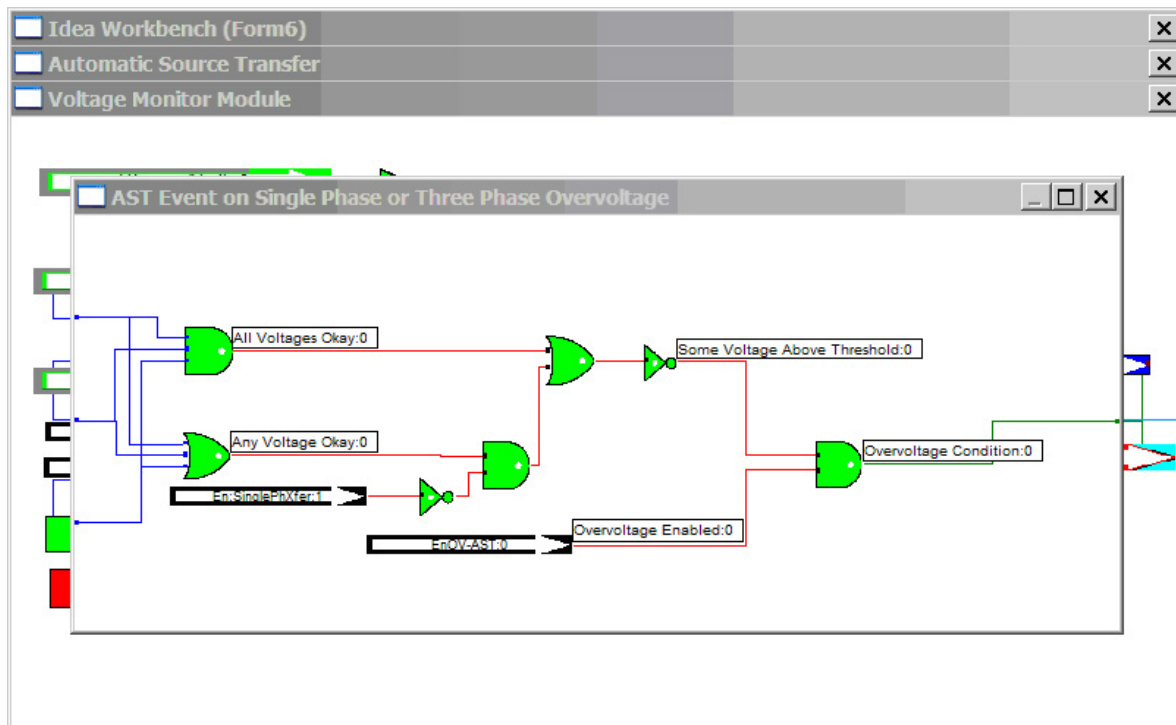 Idea Workbench (Form6)
Automatic Source Transfer
Voltage Monitor Module
AST Event on Single Phase or Three Phase Overvoltage
All Voltages Okay:0
Some Voltage Above Threshold:0
Any Voltage Okay:0
Overvoltage Condition:0
En:SinglePhXfer:1
Overvoltage Enabled:0
EnOV-AST:0